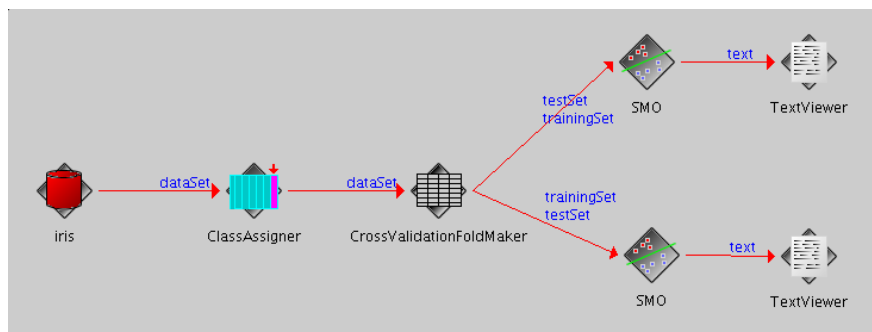 text
SMO
TextViewer
testSet
trainingSet
dataSet
dataSet
iris
ClassAssigner
CrossValidationFoldMaker
trainingSet
testSet
text
SMO
TextViewer